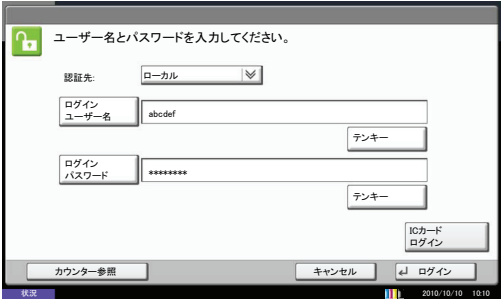 ユーザー名とパスワードを入力してください。
認証先:
ローカル
ログイン
ユーザー名
abcdef
テンキー
ログイン
パスワード
********
テンキー
ICカード
ログイン
カウンター参照
キャンセル
ログイン
状況
2010/10/10 10:10